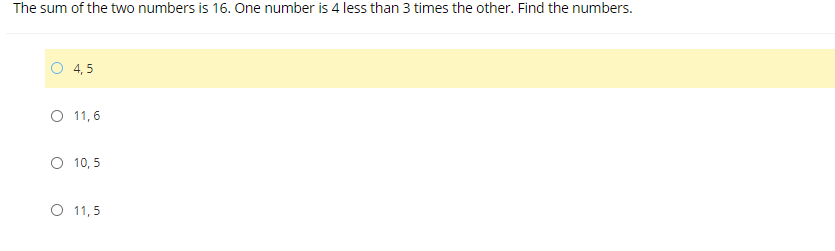 The sum of the two numbers is 16. One number is 4 less than 3 times the other. Find the numbers.
4, 5
11, 6
10, 5
11, 5